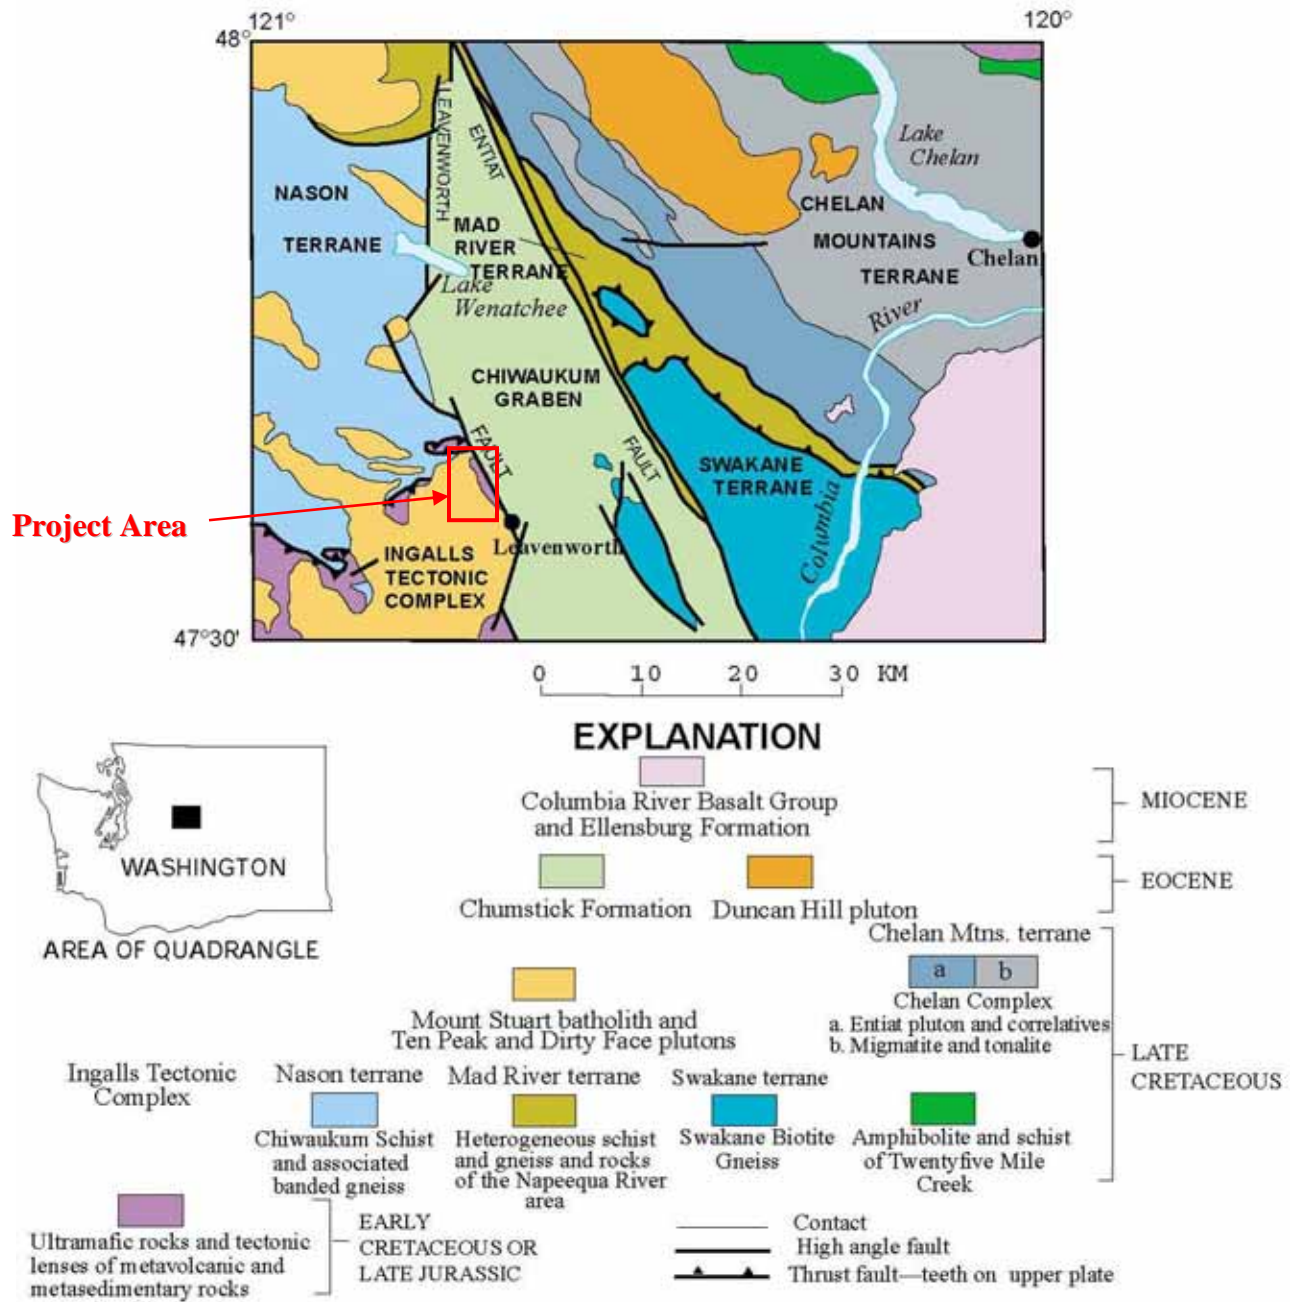 121°
120°
48°
LEAVENWORTH
ENTIAT
Lake
Chelan
NASON
TERRANE
CHELAN
MOUNTAINS
TERRANE
Chelan
MAD
RIVER
TERRANE
Lake
Wenatchee
River
CHIWAUKUM
GRABEN
FAULT
FAULT
SWAKANE
TERRANE
Columbia
Project Area
Leavenworth
INGALLS
TECTONIC
COMPLEX
47°30'
0 10 20 30 KM
EXPLANATION
Columbia River Basalt Group
and Ellensburg Formation
MIOCENE
Chumstick Formation
Duncan Hill pluton
EOCENE
WASHINGTON
AREA OF QUADRANGLE
Chelan Mtns. terrane
a b
Chelan Complex
a. Entiat pluton and correlatives
b. Migmatite and tonalite
Mount Stuart batholith and
Ten Peak and Dirty Face plutons
LATE
CRETACEOUS
Ingalls Tectonic
Complex
Nason terrane
Chiwaukum Schist
and associated
banded gneiss
Mad River terrane
Heterogeneous schist
and gneiss and rocks
of the Napeequa River
area
Swakane terrane
Swakane Biotite
Gneiss
Amphibolite and schist
of Twentyfive Mile
Creek
Ultramafic rocks and tectonic
lenses of metavolcanic and
metasedimentary rocks
EARLY
CRETACEOUS OR
LATE JURASSIC
Contact
High angle fault
Thrust fault—teeth on upper plate